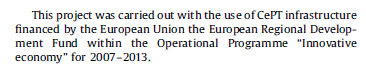 This project was carried out with the use of CePT infrastructure
financed by the European Union the European Regional Develop-
ment Fund within the Operational Programme “Innovative
economy” for 2007–2013.